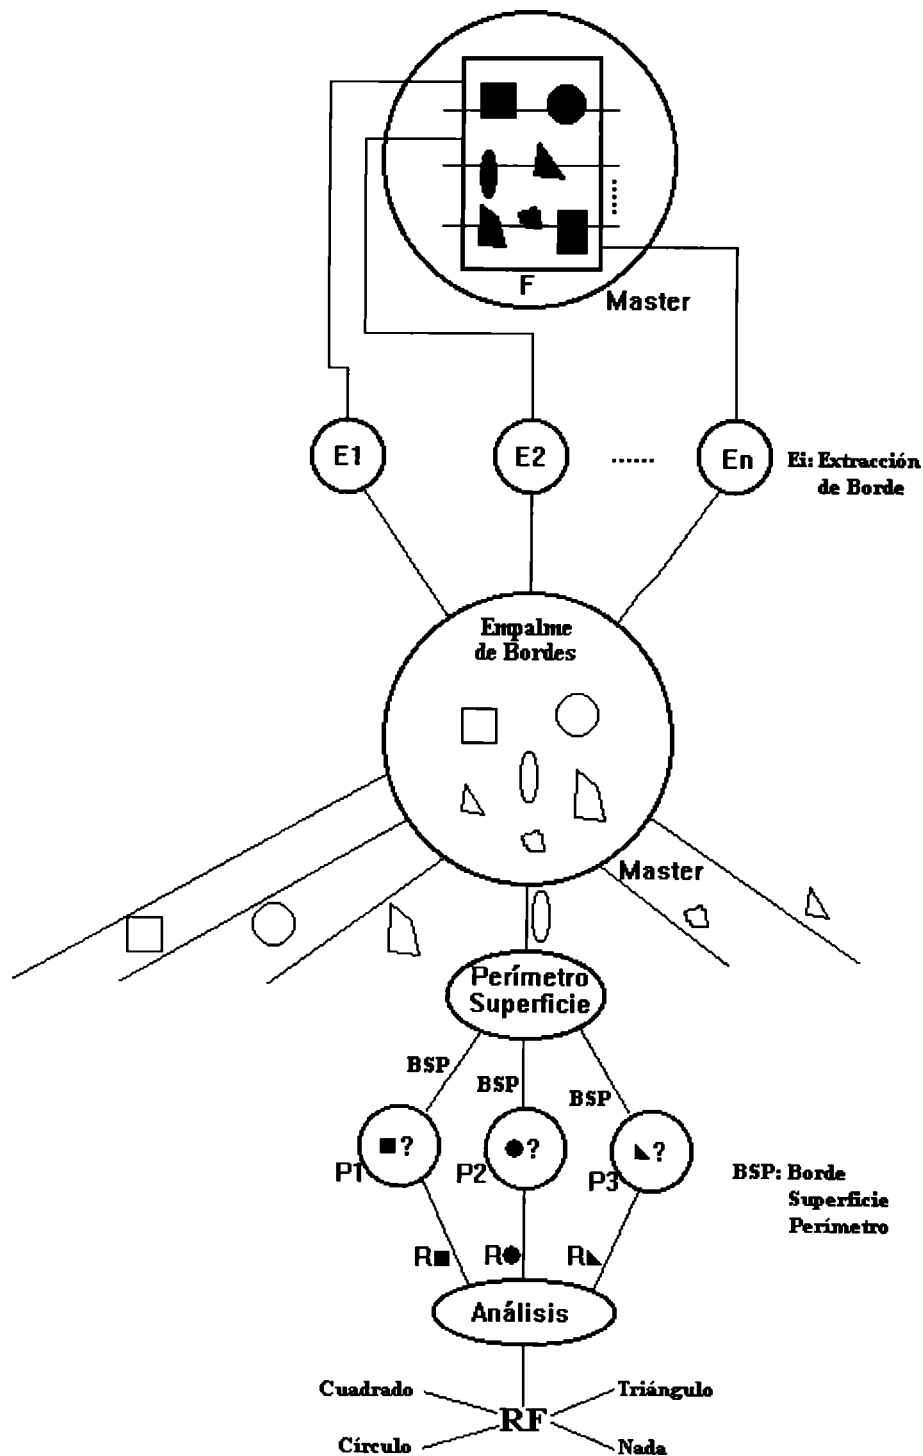 F
Master
E1
E2
......
En
Ei: Extracción
de Borde
Empalme
de Bordes
Master
Perímetro
Superficie
BSP
BSP
BSP
?
?
?
P1
P2
P3
BSP: Borde
Superficie
Perímetro
R
R
R
Análisis
Cuadrado
Triángulo
RF
Círculo
Nada